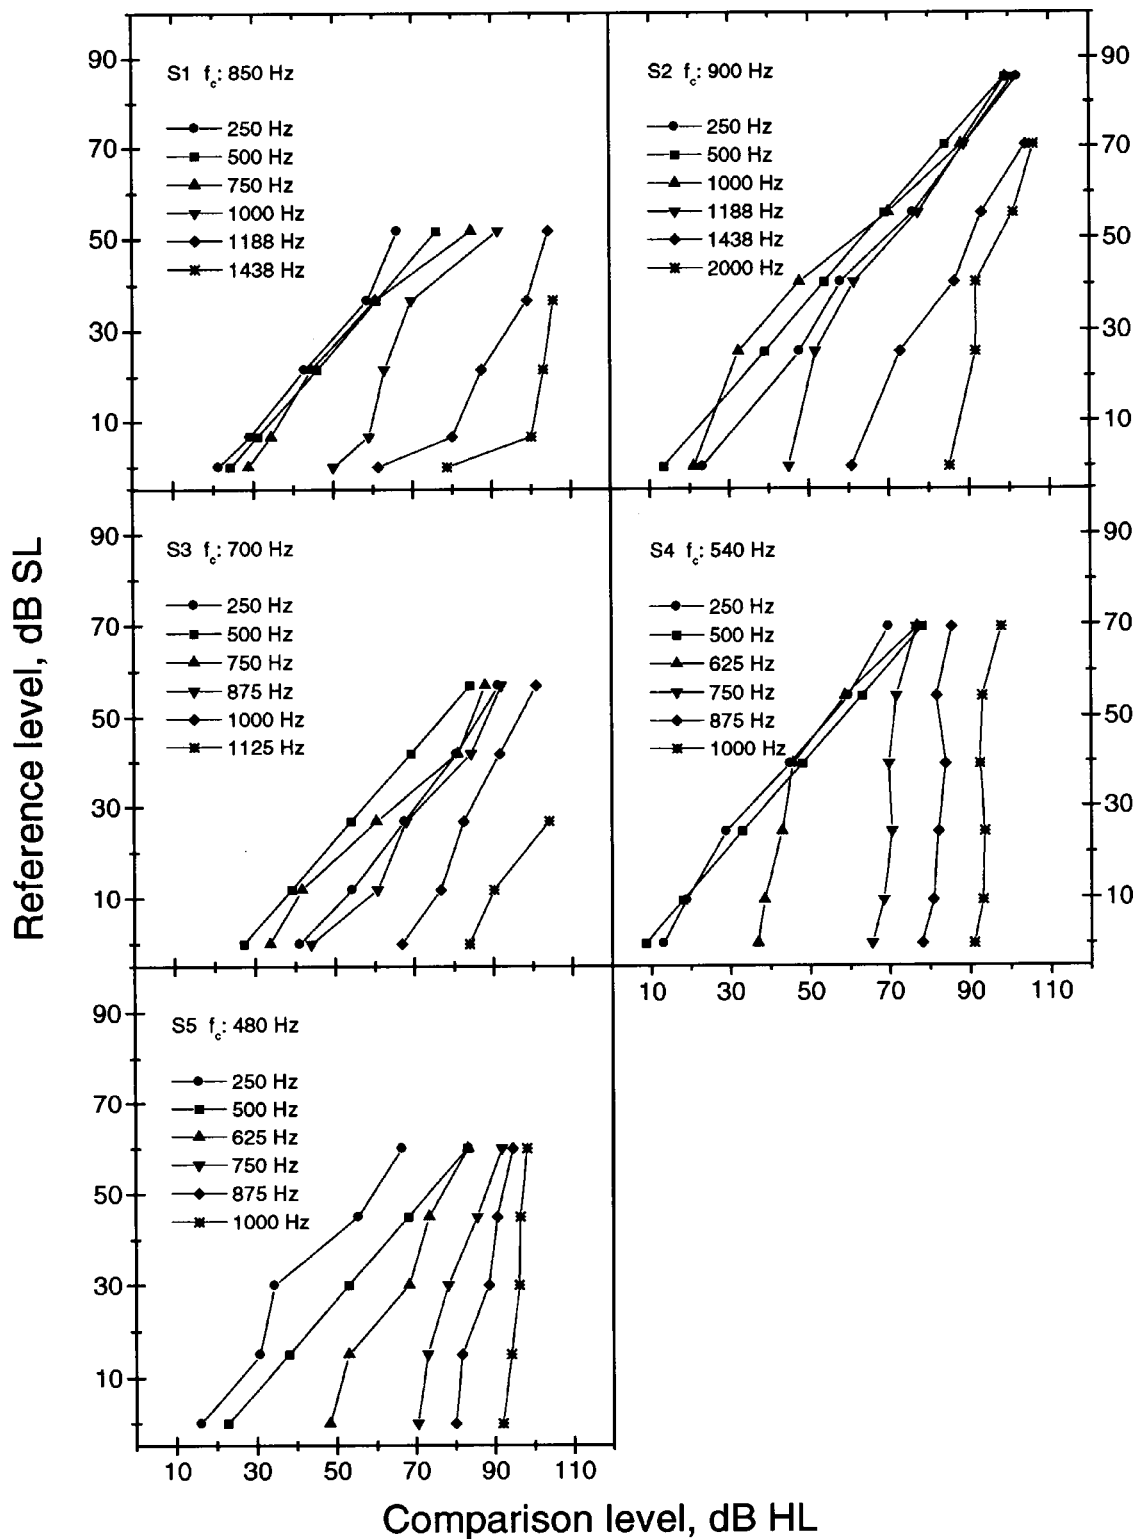 90
70
50
30
10
S1 fc: 850 Hz
250 Hz
500 Hz
750 Hz
1000 Hz
1188 Hz
1438 Hz
S2 fc: 900 Hz
250 Hz
500 Hz
1000 Hz
1188 Hz
1438 Hz
2000 Hz
90
70
50
30
10
Reference level, dB SL
90
70
50
30
10
S3 fc: 700 Hz
250 Hz
500 Hz
750 Hz
875 Hz
1000 Hz
1125 Hz
S4 fc: 540 Hz
250 Hz
500 Hz
625 Hz
750 Hz
875 Hz
1000 Hz
90
70
50
30
10
10 30 50 70 90 110
90
70
50
30
10
S5 fc: 480 Hz
250 Hz
500 Hz
625 Hz
750 Hz
875 Hz
1000 Hz
10 30 50 70 90 110
Comparison level, dB HL